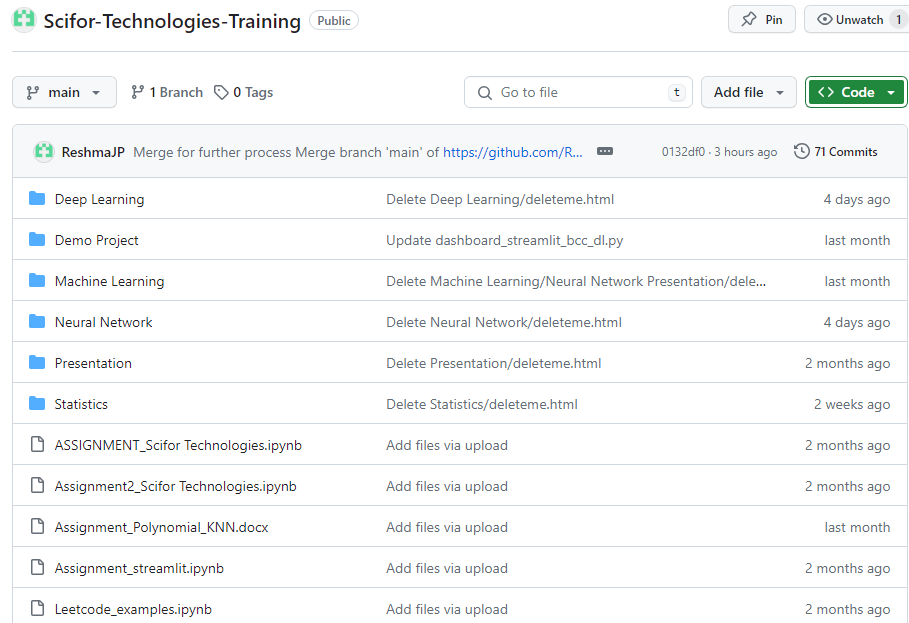 Scifor-Technologies-Training Public Pin Unwatch 1
main 1 Branch 0 Tags Go to file t Add file <> Code
ReshmaJP Merge for further process Merge branch 'main' of https://github.com/R... 0132df0 · 3 hours ago 71 Commits
Deep Learning Delete Deep Learning/deleteme.html 4 days ago
Demo Project Update dashboard_streamlit_bcc_dl.py last month
Machine Learning Delete Machine Learning/Neural Network Presentation/dele... last month
Neural Network Delete Neural Network/deleteme.html 4 days ago
Presentation Delete Presentation/deleteme.html 2 months ago
Statistics Delete Statistics/deleteme.html 2 weeks ago
ASSIGNMENT_Scifor Technologies.ipynb Add files via upload 2 months ago
Assignment2_Scifor Technologies.ipynb Add files via upload 2 months ago
Assignment_Polynomial_KNN.docx Add files via upload last month
Assignment_streamlit.ipynb Add files via upload 2 months ago
Leetcode_examples.ipynb Add files via upload 2 months ago